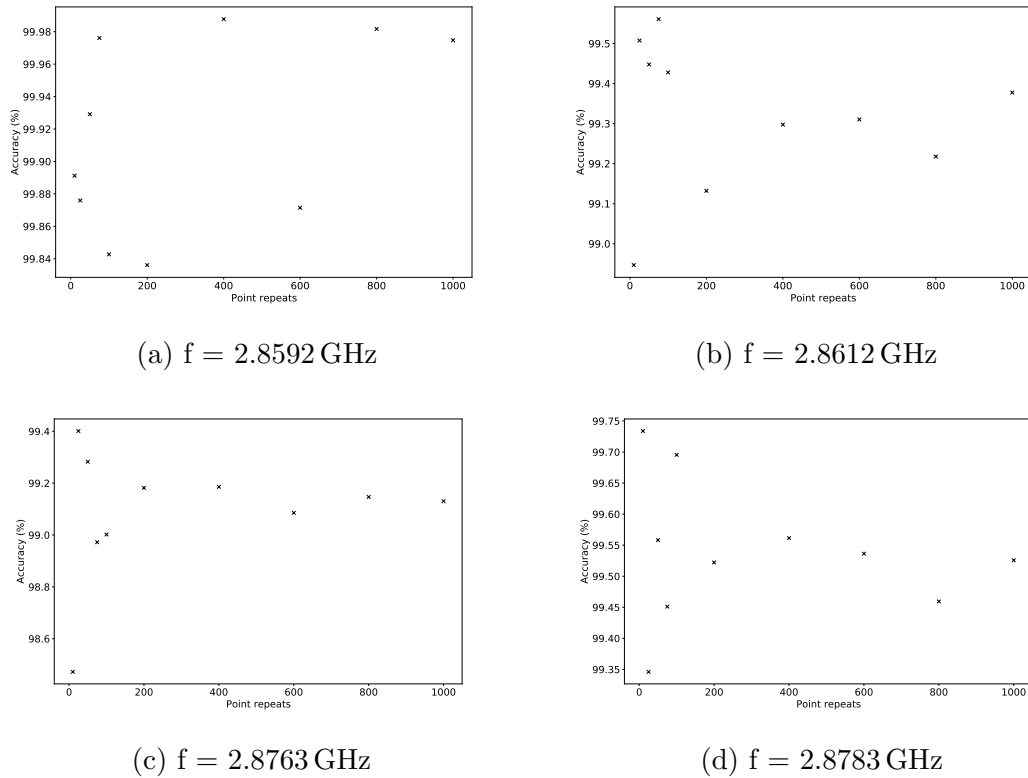 99.98
99.96
99.94
99.92
99.90
99.88
99.86
99.84
Accuracy (%)
0 200 400 600 800 1000
Point repeats
(a) f = 2.8592 GHz
99.5
99.4
99.3
99.2
99.1
99.0
Accuracy (%)
0 200 400 600 800 1000
Point repeats
(b) f = 2.8612 GHz
99.4
99.2
99.0
98.8
98.6
Accuracy (%)
0 200 400 600 800 1000
Point repeats
(c) f = 2.8763 GHz
99.75
99.70
99.65
99.60
99.55
99.50
99.45
99.40
99.35
Accuracy (%)
0 200 400 600 800 1000
Point repeats
(d) f = 2.8783 GHz